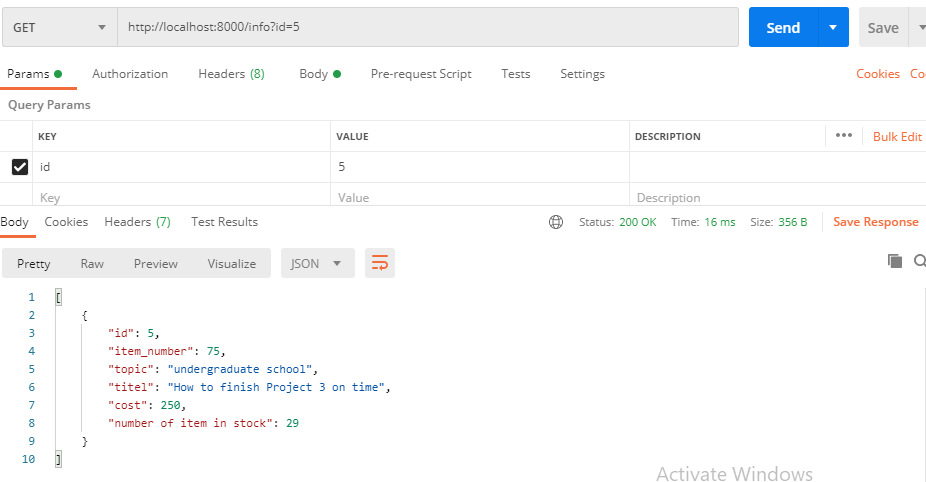 GET http://localhost:8000/info?id=5 Send Save
Params Authorization Headers (8) Body Pre-request Script Tests Settings Cookies Co
Query Params
KEY VALUE DESCRIPTION ••• Bulk Edit
id 5
Key Value Description
Body Cookies Headers (7) Test Results Status: 200 OK Time: 16 ms Size: 356 B Save Response
Pretty Raw Preview Visualize JSON
1 [
2 {
3 "id": 5,
4 "item_number": 75,
5 "topic": "undergraduate school",
6 "titel": "How to finish Project 3 on time",
7 "cost": 250,
8 "number of item in stock": 29
9 }
10 ]
Activate Windows